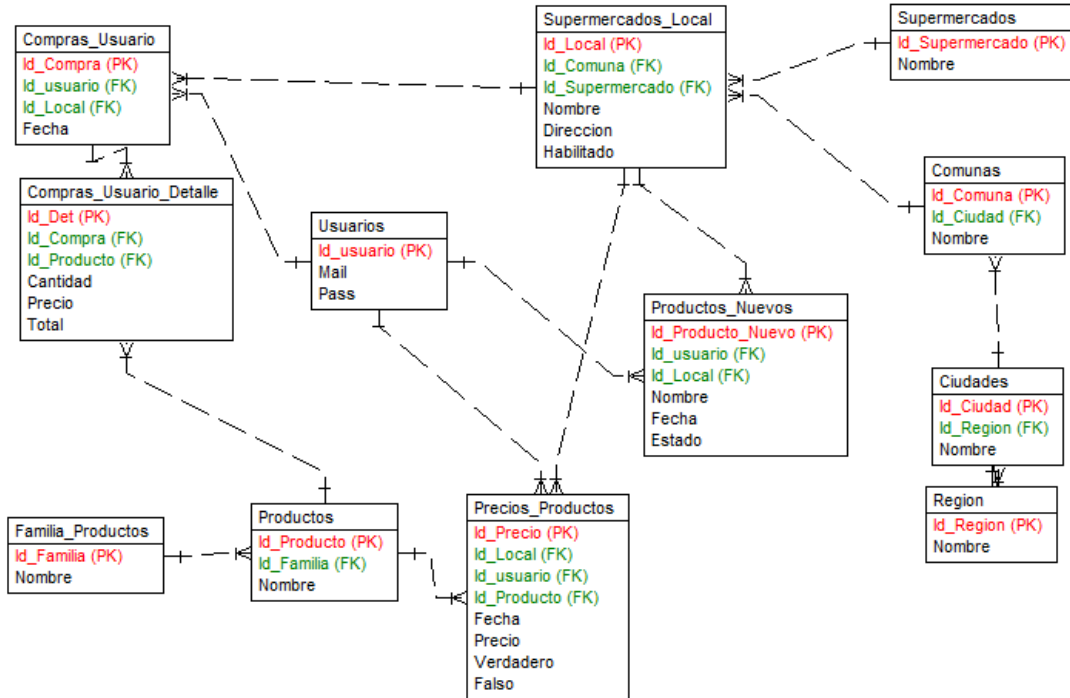 Compras_Usuario
Id_Compra (PK)
Id_usuario (FK)
Id_Local (FK)
Fecha
Supermercados_Local
Id_Local (PK)
Id_Comuna (FK)
Id_Supermercado (FK)
Nombre
Direccion
Habilitado
Supermercados
Id_Supermercado (PK)
Nombre
Compras_Usuario_Detalle
Id_Det (PK)
Id_Compra (FK)
Id_Producto (FK)
Cantidad
Precio
Total
Usuarios
Id_usuario (PK)
Mail
Pass
Comunas
Id_Comuna (PK)
Id_Ciudad (FK)
Nombre
Productos_Nuevos
Id_Producto_Nuevo (PK)
Id_usuario (FK)
Id_Local (FK)
Nombre
Fecha
Estado
Ciudades
Id_Ciudad (PK)
Id_Region (FK)
Nombre
Familia_Productos
Id_Familia (PK)
Nombre
Productos
Id_Producto (PK)
Id_Familia (FK)
Nombre
Precios_Productos
Id_Precio (PK)
Id_Local (FK)
Id_usuario (FK)
Id_Producto (FK)
Fecha
Precio
Verdadero
Falso
Region
Id_Region (PK)
Nombre